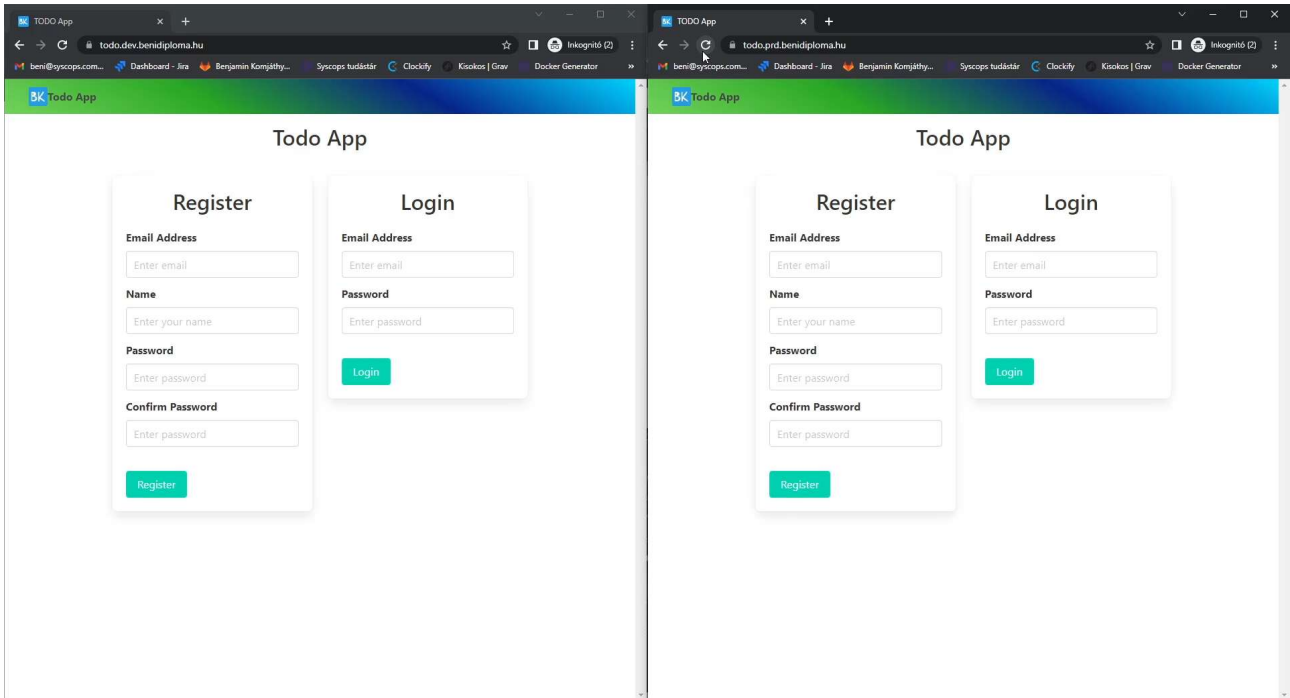 TODO App
todo.dev.benidiploma.hu
Inkognitó (2)
beni@syscops.com...
Dashboard - Jira
Benjamin Komjáthy...
Syscops tudástár
Clockify
Kisokos | Grav
Docker Generator
»
BK Todo App
Todo App
Register
Email Address
Enter email
Name
Enter your name
Password
Enter password
Confirm Password
Enter password
Register
Login
Email Address
Enter email
Password
Enter password
Login
TODO App
todo.prd.benidiploma.hu
Inkognitó (2)
beni@syscops.com...
Dashboard - Jira
Benjamin Komjáthy...
Syscops tudástár
Clockify
Kisokos | Grav
Docker Generator
»
BK Todo App
Todo App
Register
Email Address
Enter email
Name
Enter your name
Password
Enter password
Confirm Password
Enter password
Register
Login
Email Address
Enter email
Password
Enter password
Login